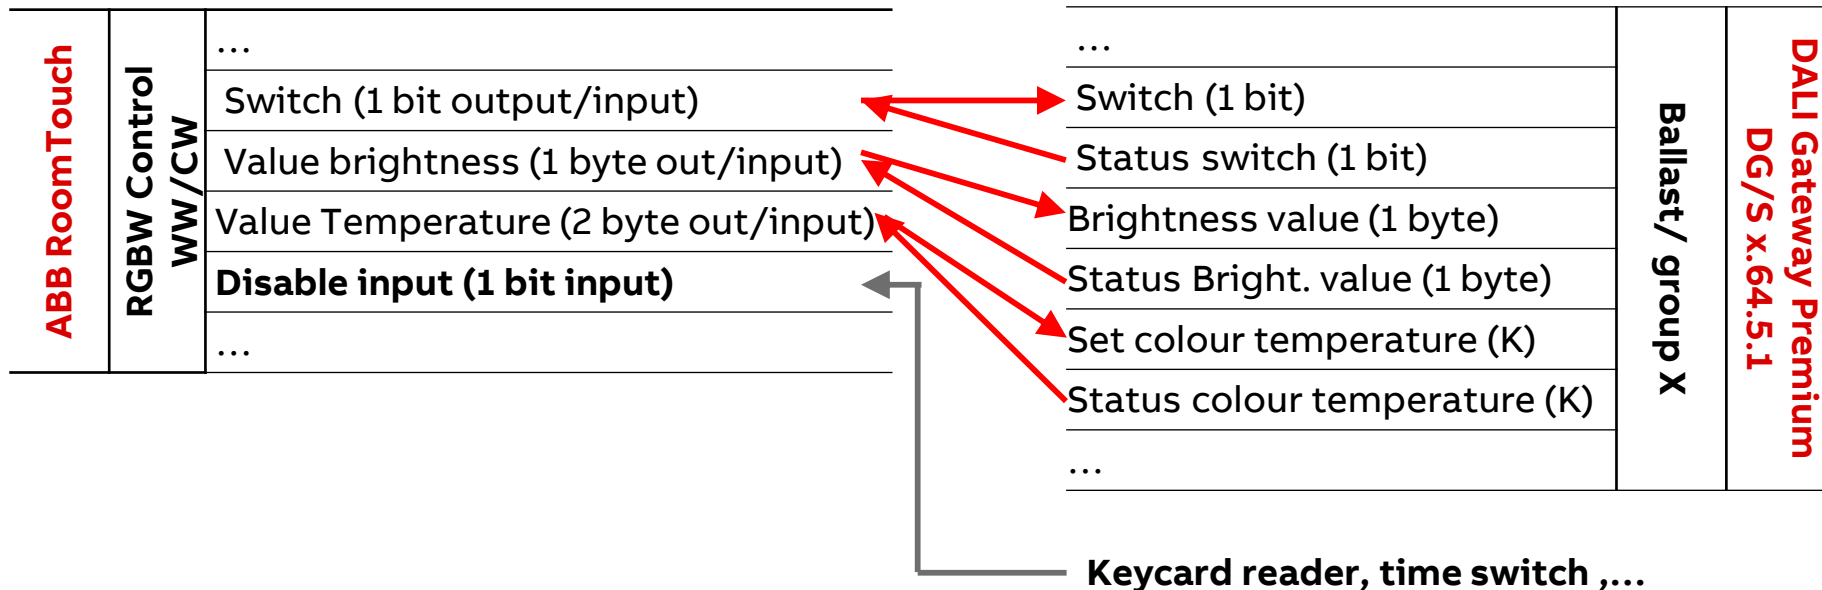 ABB RoomTouch
RGBW Control
WW/CW
...
Switch (1 bit output/input)
Value brightness (1 byte out/input)
Value Temperature (2 byte out/input)
Disable input (1 bit input)
...
...
Switch (1 bit)
Status switch (1 bit)
Brightness value (1 byte)
Status Bright. value (1 byte)
Set colour temperature (K)
Status colour temperature (K)
...
Ballast/ group X
DALI Gateway Premium
DG/S x.64.5.1
Keycard reader, time switch ,...